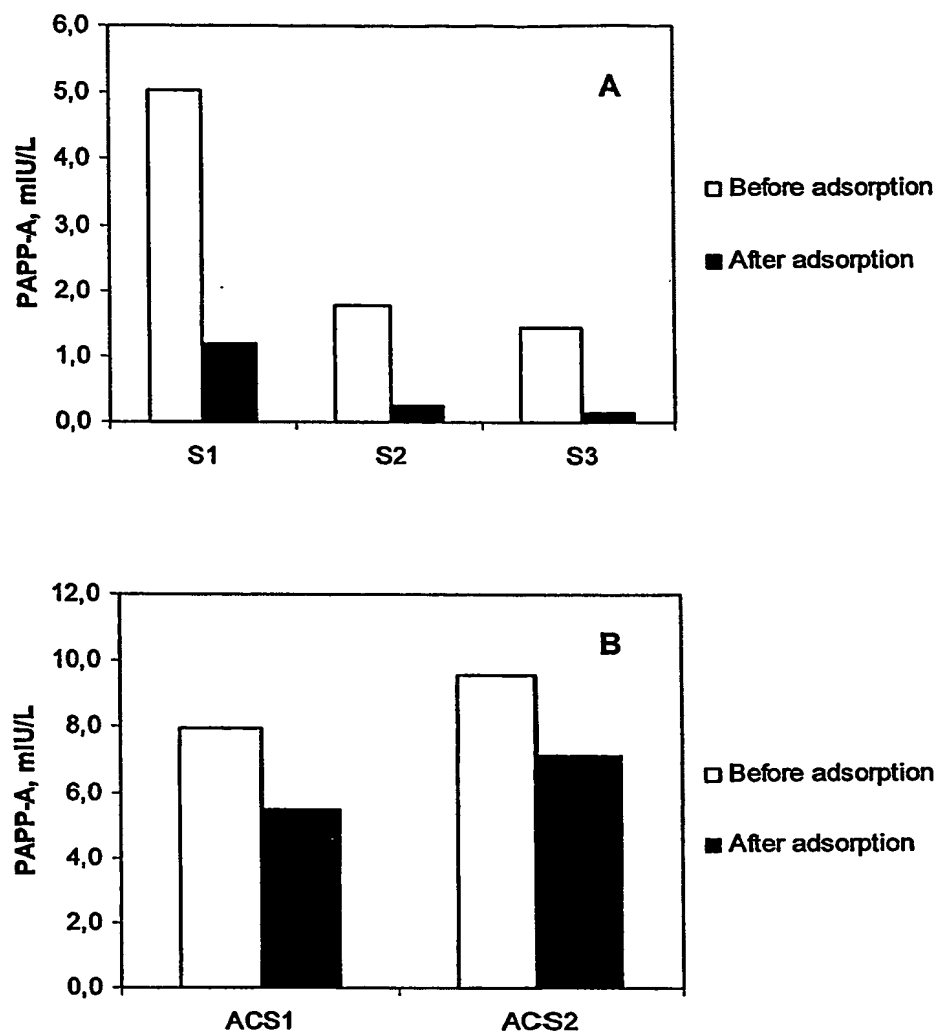 6,0
5,0
4,0
3,0
2,0
1,0
0,0
PAPP-A, mIU/L
A
S1 S2 S3
Before adsorption
After adsorption
12,0
10,0
8,0
6,0
4,0
2,0
0,0
PAPP-A, mIU/L
B
ACS1 ACS2
Before adsorption
After adsorption